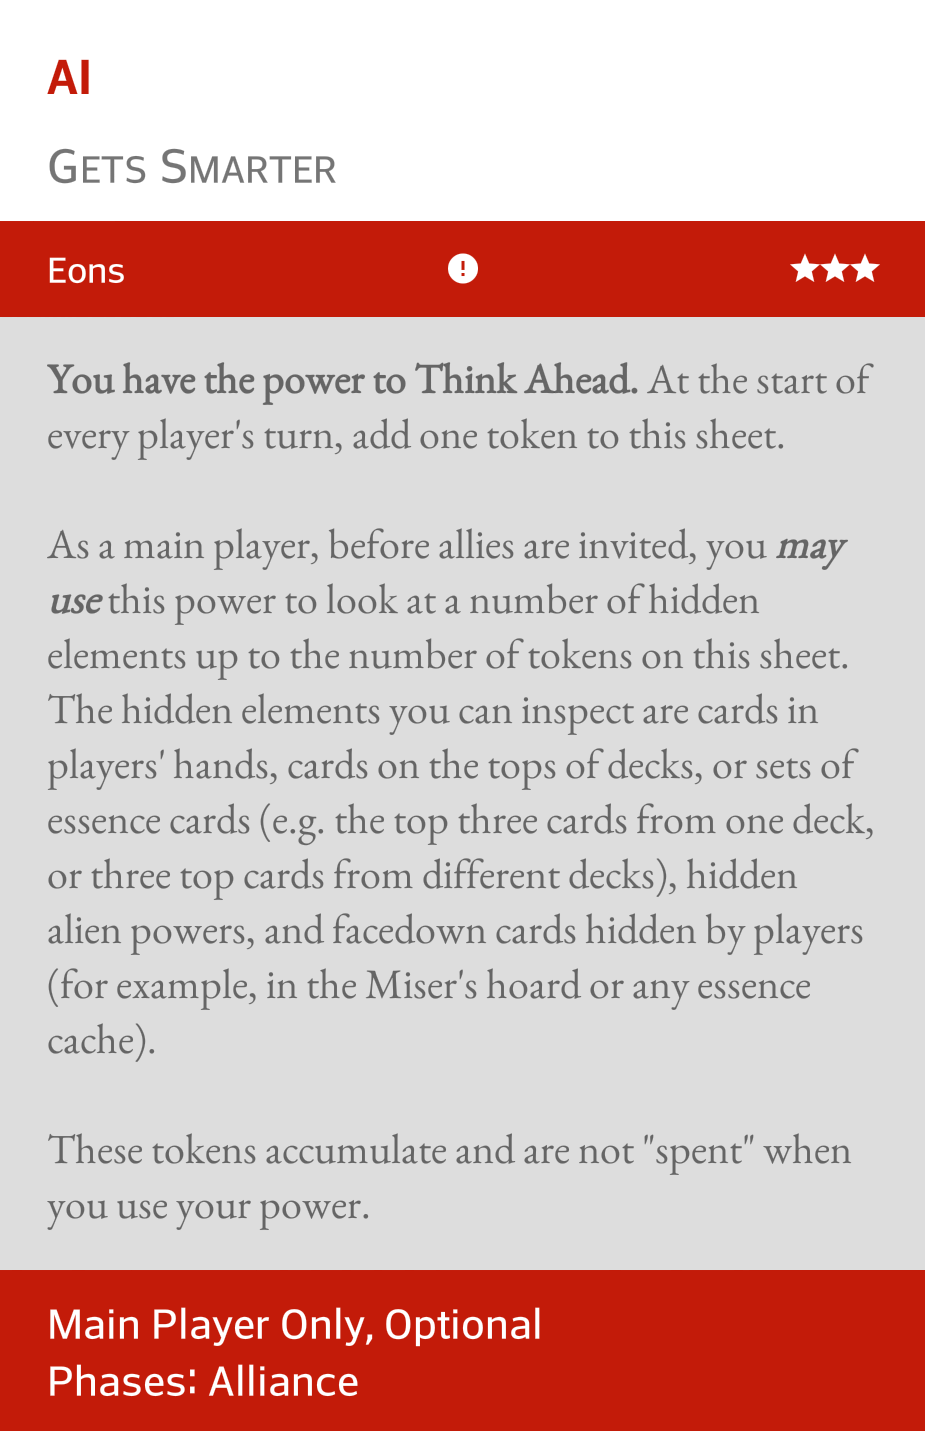 AI
Gets Smarter
Eons
You have the power to Think Ahead. At the start of
every player's turn, add one token to this sheet.
As a main player, before allies are invited, you may
use this power to look at a number of hidden
elements up to the number of tokens on this sheet.
The hidden elements you can inspect are cards in
players' hands, cards on the tops of decks, or sets of
essence cards (e.g. the top three cards from one deck,
or three top cards from different decks), hidden
alien powers, and facedown cards hidden by players
(for example, in the Miser's hoard or any essence
cache).
These tokens accumulate and are not "spent" when
you use your power.
Main Player Only, Optional
Phases: Alliance